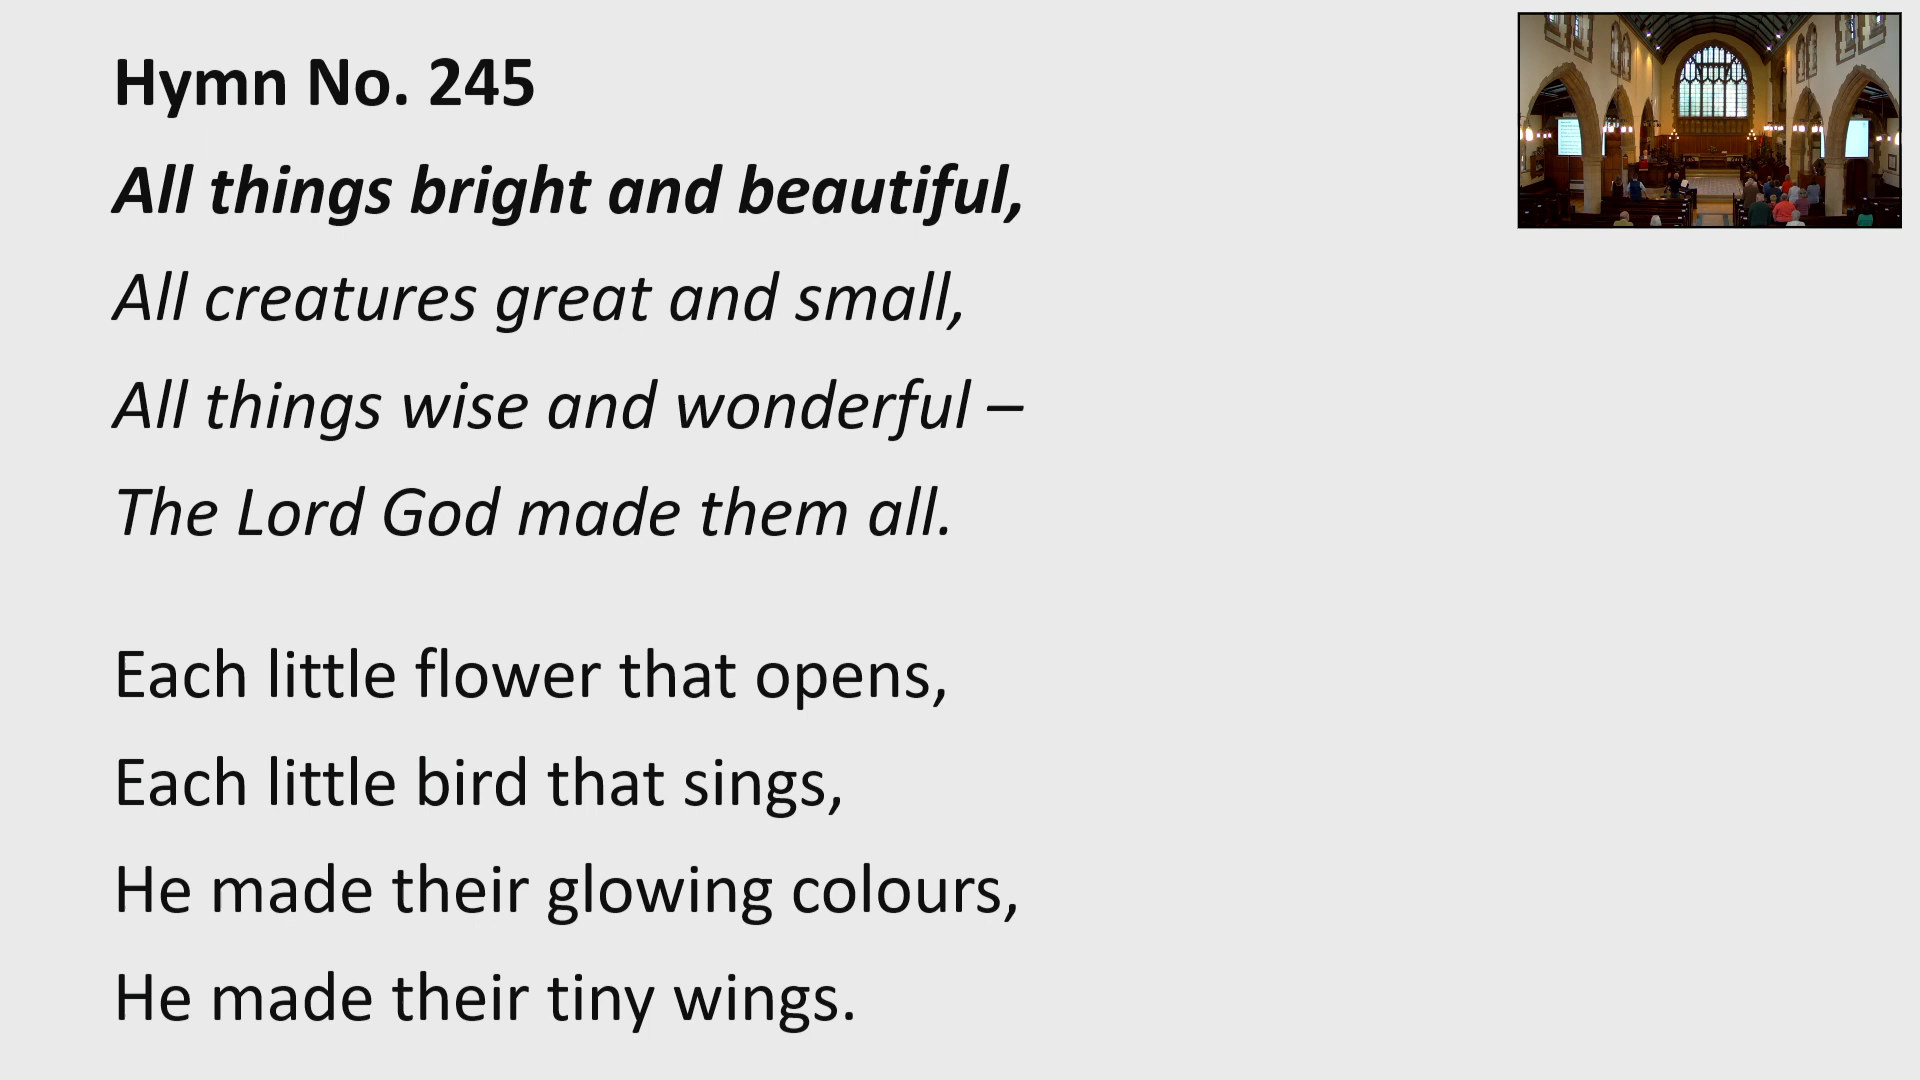 Hymn No. 245
All things bright and beautiful,
All creatures great and small,
All things wise and wonderful –
The Lord God made them all.
Each little flower that opens,
Each little bird that sings,
He made their glowing colours,
He made their tiny wings.